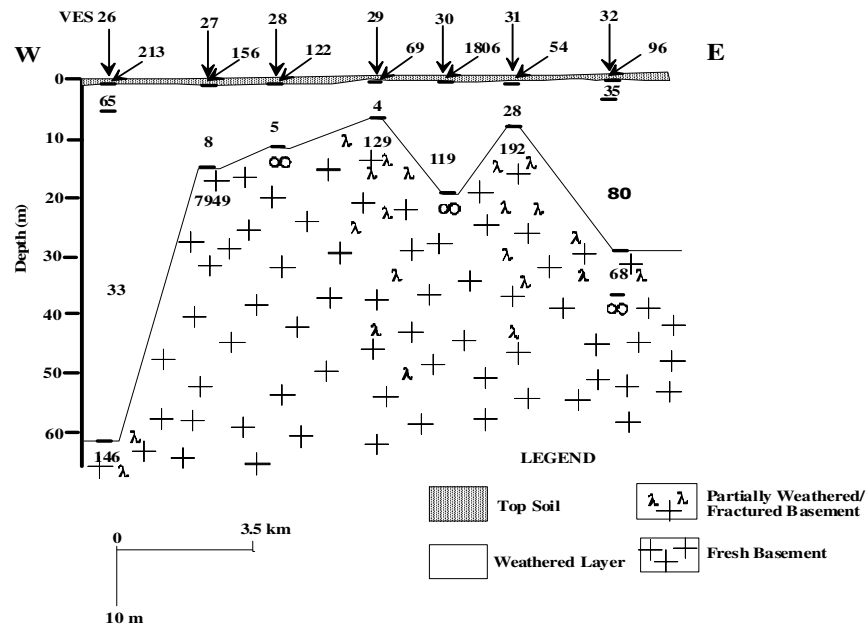 VES 26 27 28 29 30 31 32
W E
213 156 122 69 1806 54 96
0
65 35
10
8 5 4 28
∞ 129 119 192
20
7949 ∞ 80
30
33 68
∞
40
50
60
146
Depth (m)
LEGEND
Top Soil
Partially Weathered/
Fractured Basement
Weathered Layer
Fresh Basement
0 3.5 km
10 m